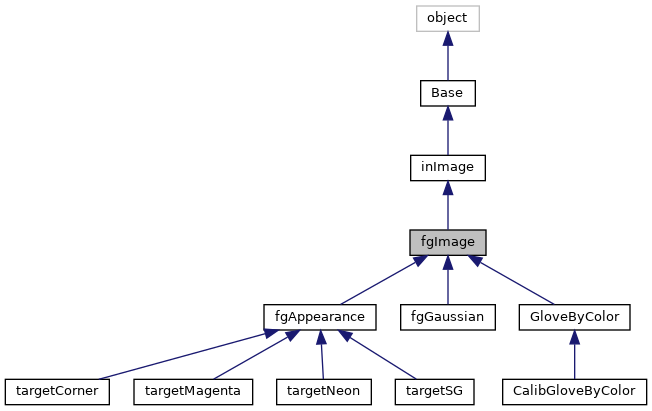 object
Base
inImage
fgImage
fgAppearance
fgGaussian
GloveByColor
targetCorner
targetMagenta
targetNeon
targetSG
CalibGloveByColor